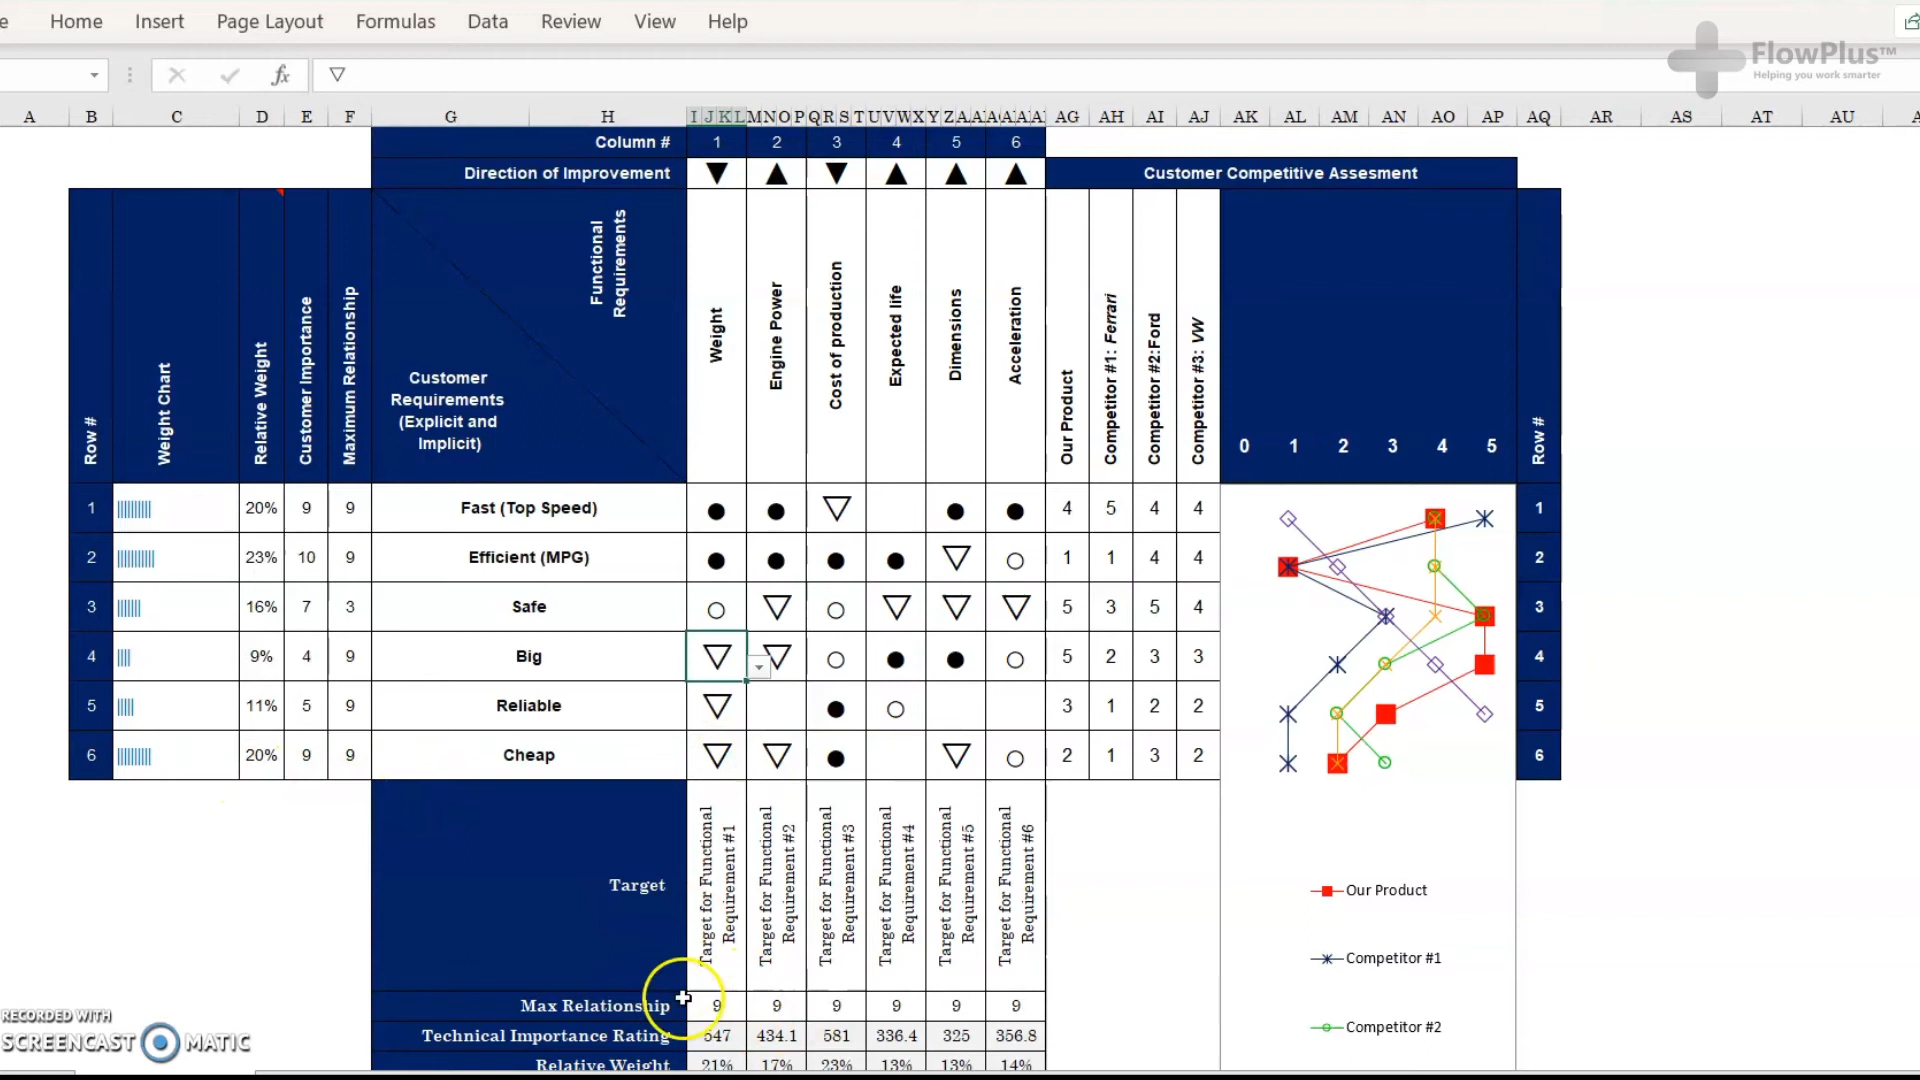 Home Insert Page Layout Formulas Data Review View Help
FlowPlus™
Helping you work smarter
fx ▽
A B C D E F G H I J K L M N O P Q R S T U V W X Y Z AG AH AI AJ AK AL AM AN AO AP AQ AR AS AT AU
Column # 1 2 3 4 5 6
Direction of Improvement ▼ ▲ ▼ ▲ ▲ ▲ Customer Competitive Assesment
Row #
Weight Chart
Relative Weight
Customer Importance
Maximum Relationship
Functional
Requirements
Customer
Requirements
(Explicit and
Implicit)
Weight
Engine Power
Cost of production
Expected life
Dimensions
Acceleration
Our Product
Competitor #1: Ferrari
Competitor #2:Ford
Competitor #3: VW
0 1 2 3 4 5
Row #
1 |||||||||| 20% 9 9 Fast (Top Speed) ● ● ▽ ● ● 4 5 4 4 1
2 ||||||||||| 23% 10 9 Efficient (MPG) ● ● ● ● ▽ ○ 1 1 4 4 2
3 ||||||| 16% 7 3 Safe ○ ▽ ○ ▽ ▽ ▽ 5 3 5 4 3
4 |||| 9% 4 9 Big ▽ ▽ ○ ● ● ○ 5 2 3 3 4
5 ||||| 11% 5 9 Reliable ▽ ● ○ 3 1 2 2 5
6 |||||||||| 20% 9 9 Cheap ▽ ▽ ● ▽ ○ 2 1 3 2 6
Target
Target for Functional
Requirement #1
Target for Functional
Requirement #2
Target for Functional
Requirement #3
Target for Functional
Requirement #4
Target for Functional
Requirement #5
Target for Functional
Requirement #6
Our Product
Competitor #1
Competitor #2
Max Relationship 9 9 9 9 9 9
Technical Importance Rating 547 434.1 581 336.4 325 356.8
Relative Weight 21% 17% 23% 13% 13% 14%
RECORDED WITH
SCREENCAST MATIC